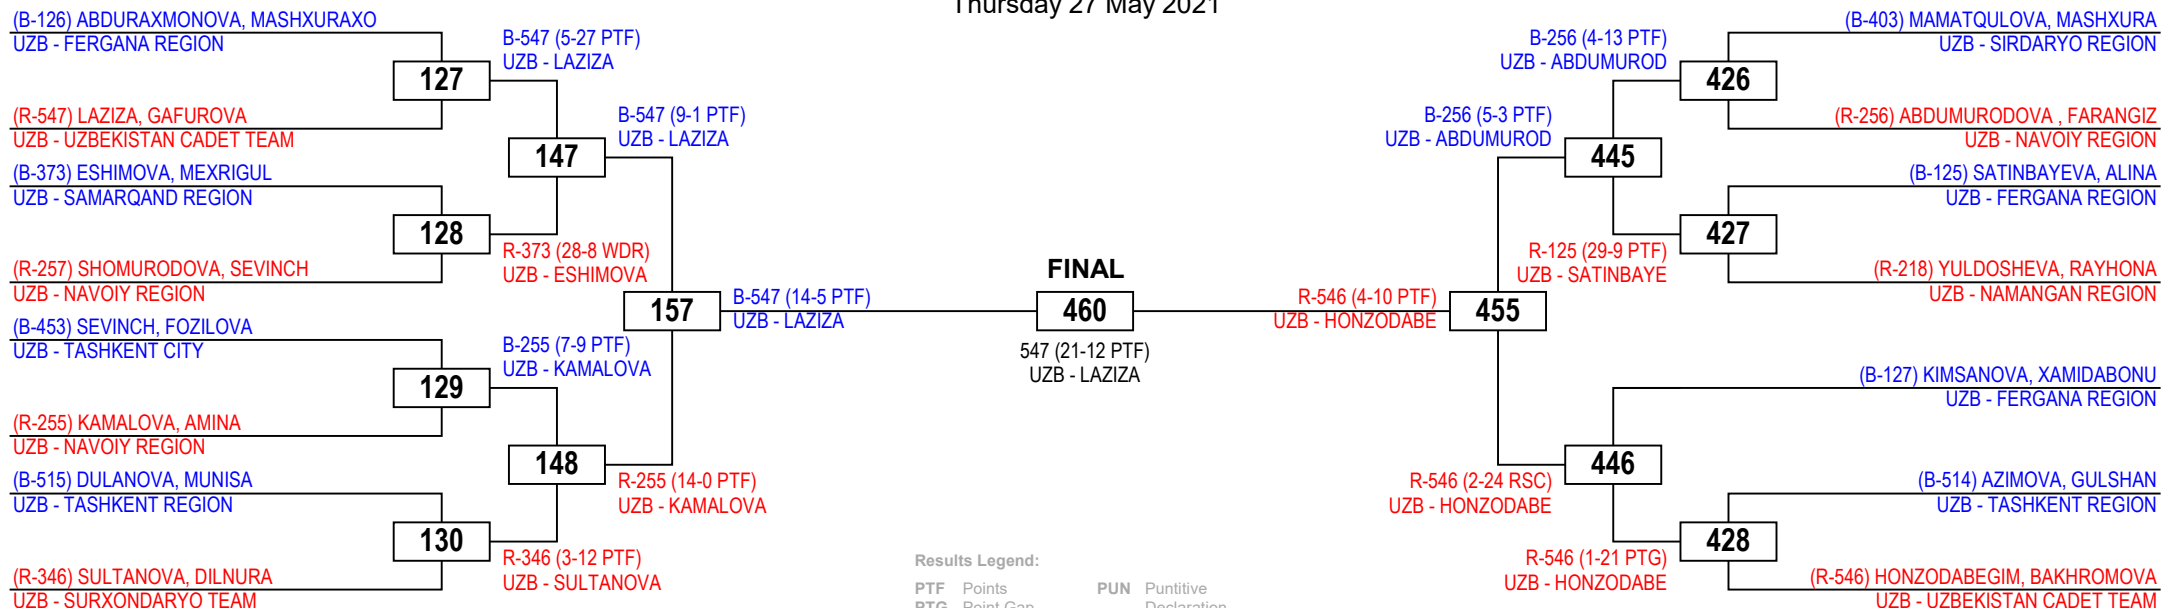 Thursday 27 May 2021
(B-126) ABDURAXMONOVA, MASHXURAXO
UZB - FERGANA REGION
127
(R-547) LAZIZA, GAFUROVA
UZB - UZBEKISTAN CADET TEAM
B-547 (5-27 PTF)
UZB - LAZIZA
(B-373) ESHIMOVA, MEXRIGUL
UZB - SAMARQAND REGION
128
(R-257) SHOMURODOVA, SEVINCH
UZB - NAVOIY REGION
R-373 (28-8 WDR)
UZB - ESHIMOVA
147
B-547 (9-1 PTF)
UZB - LAZIZA
(B-453) SEVINCH, FOZILOVA
UZB - TASHKENT CITY
129
(R-255) KAMALOVA, AMINA
UZB - NAVOIY REGION
B-255 (7-9 PTF)
UZB - KAMALOVA
(B-515) DULANOVA, MUNISA
UZB - TASHKENT REGION
130
(R-346) SULTANOVA, DILNURA
UZB - SURXONDARYO TEAM
R-346 (3-12 PTF)
UZB - SULTANOVA
148
R-255 (14-0 PTF)
UZB - KAMALOVA
157
B-547 (14-5 PTF)
UZB - LAZIZA
FINAL
460
547 (21-12 PTF)
UZB - LAZIZA
R-546 (4-10 PTF)
UZB - HONZODABE
455
B-256 (5-3 PTF)
UZB - ABDUMUROD
445
B-256 (4-13 PTF)
UZB - ABDUMUROD
426
(B-403) MAMATQULOVA, MASHXURA
UZB - SIRDARYO REGION
(R-256) ABDUMURODOVA , FARANGIZ
UZB - NAVOIY REGION
R-125 (29-9 PTF)
UZB - SATINBAYE
427
(B-125) SATINBAYEVA, ALINA
UZB - FERGANA REGION
(R-218) YULDOSHEVA, RAYHONA
UZB - NAMANGAN REGION
R-546 (2-24 RSC)
UZB - HONZODABE
446
(B-127) KIMSANOVA, XAMIDABONU
UZB - FERGANA REGION
R-546 (1-21 PTG)
UZB - HONZODABE
428
(B-514) AZIMOVA, GULSHAN
UZB - TASHKENT REGION
(R-546) HONZODABEGIM, BAKHROMOVA
UZB - UZBEKISTAN CADET TEAM
Results Legend:
PTF Points PUN Puntitive
PTG Point Gap Declaration